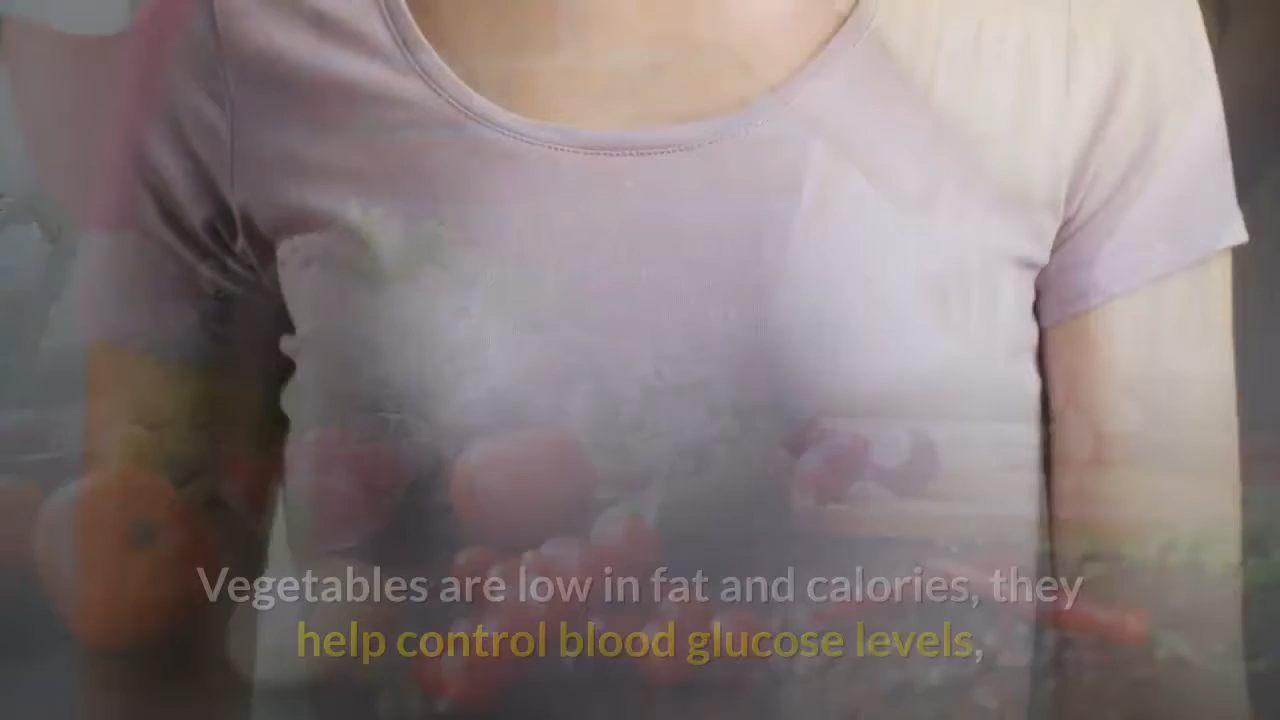 Vegetables are low in fat and calories, they
help control blood glucose levels,